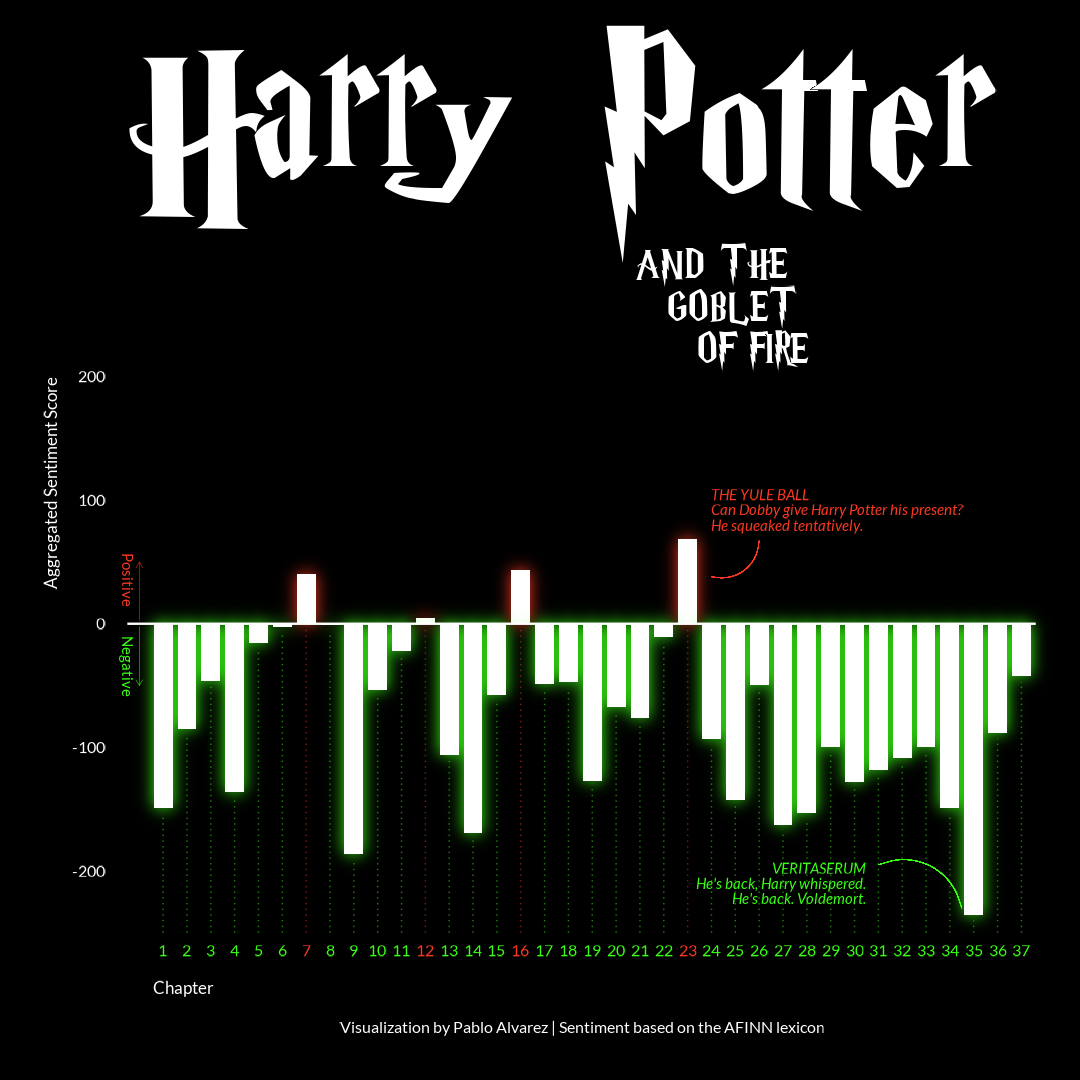 Harry Potter
AND THE
GOBLET
OF FIRE
Aggregated Sentiment Score
200
100
0
-100
-200
Positive
Negative
THE YULE BALL
Can Dobby give Harry Potter his present?
He squeaked tentatively.
VERITASERUM
He's back, Harry whispered.
He's back. Voldemort.
1 2 3 4 5 6 7 8 9 10 11 12 13 14 15 16 17 18 19 20 21 22 23 24 25 26 27 28 29 30 31 32 33 34 35 36 37
Chapter
Visualization by Pablo Alvarez | Sentiment based on the AFINN lexicon